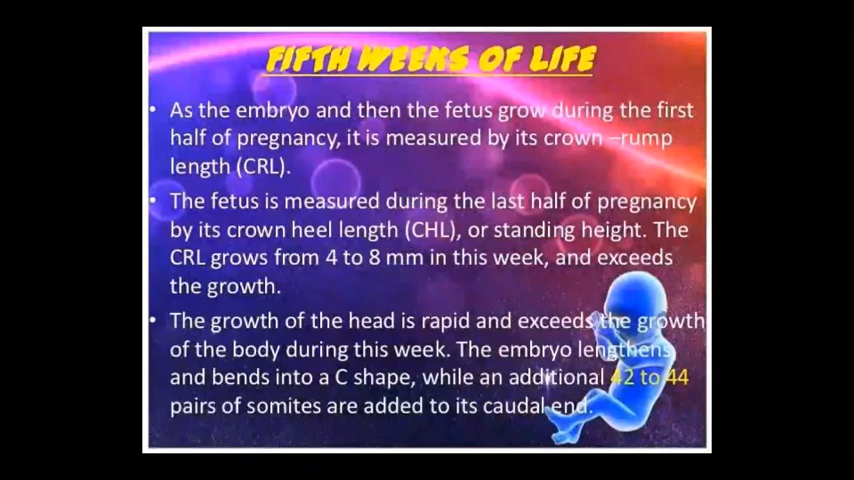 FIFTH WEEKS OF LIFE
• As the embryo and then the fetus grow during the first
half of pregnancy, it is measured by its crown –rump
length (CRL).
• The fetus is measured during the last half of pregnancy
by its crown heel length (CHL), or standing height. The
CRL grows from 4 to 8 mm in this week, and exceeds
the growth.
• The growth of the head is rapid and exceeds the growth
of the body during this week. The embryo lengthens
and bends into a C shape, while an additional 42 to 44
pairs of somites are added to its caudal end.